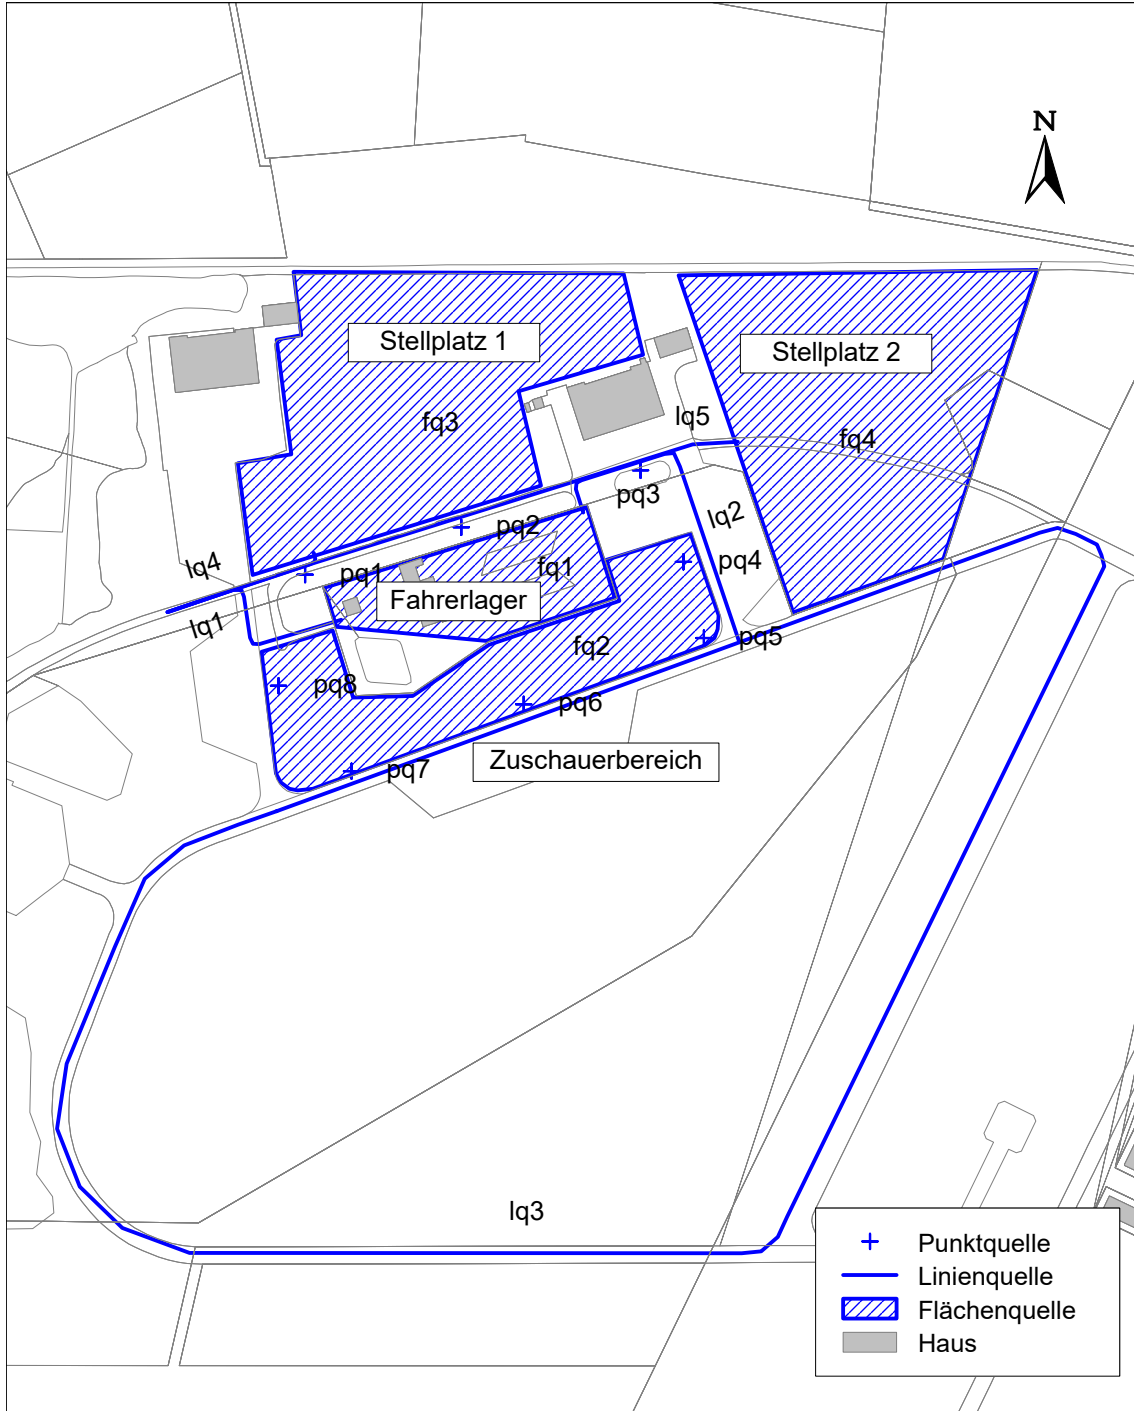 N
Stellplatz 1
Stellplatz 2
fq3
lq5
fq4
pq3
lq2
pq2
lq4
pq1
fq1
pq4
Fahrerlager
lq1
fq2
pq5
pq8
pq6
Zuschauerbereich
pq7
lq3
Punktquelle
Linienquelle
Flächenquelle
Haus